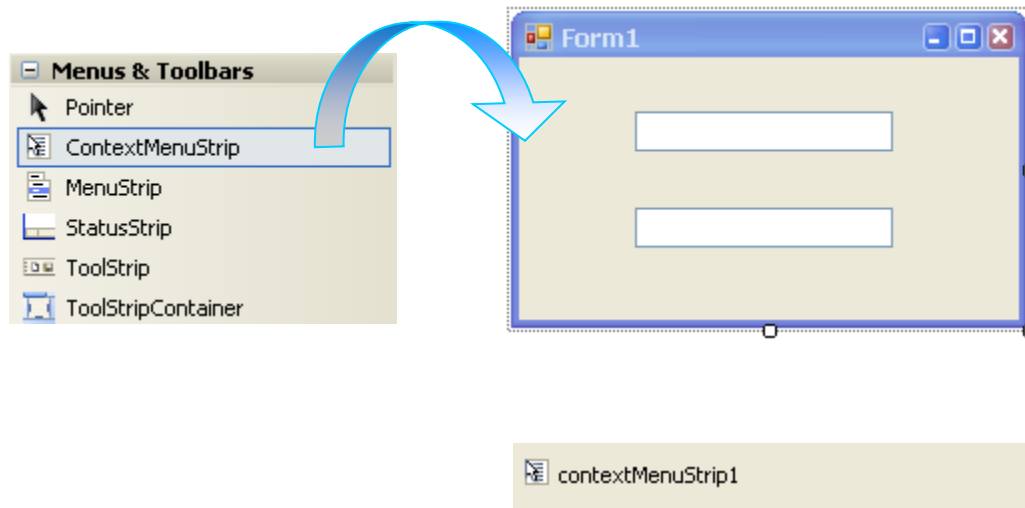 Menus & Toolbars
Pointer
ContextMenuStrip
MenuStrip
StatusStrip
ToolStrip
ToolStripContainer
Form1
contextMenuStrip1